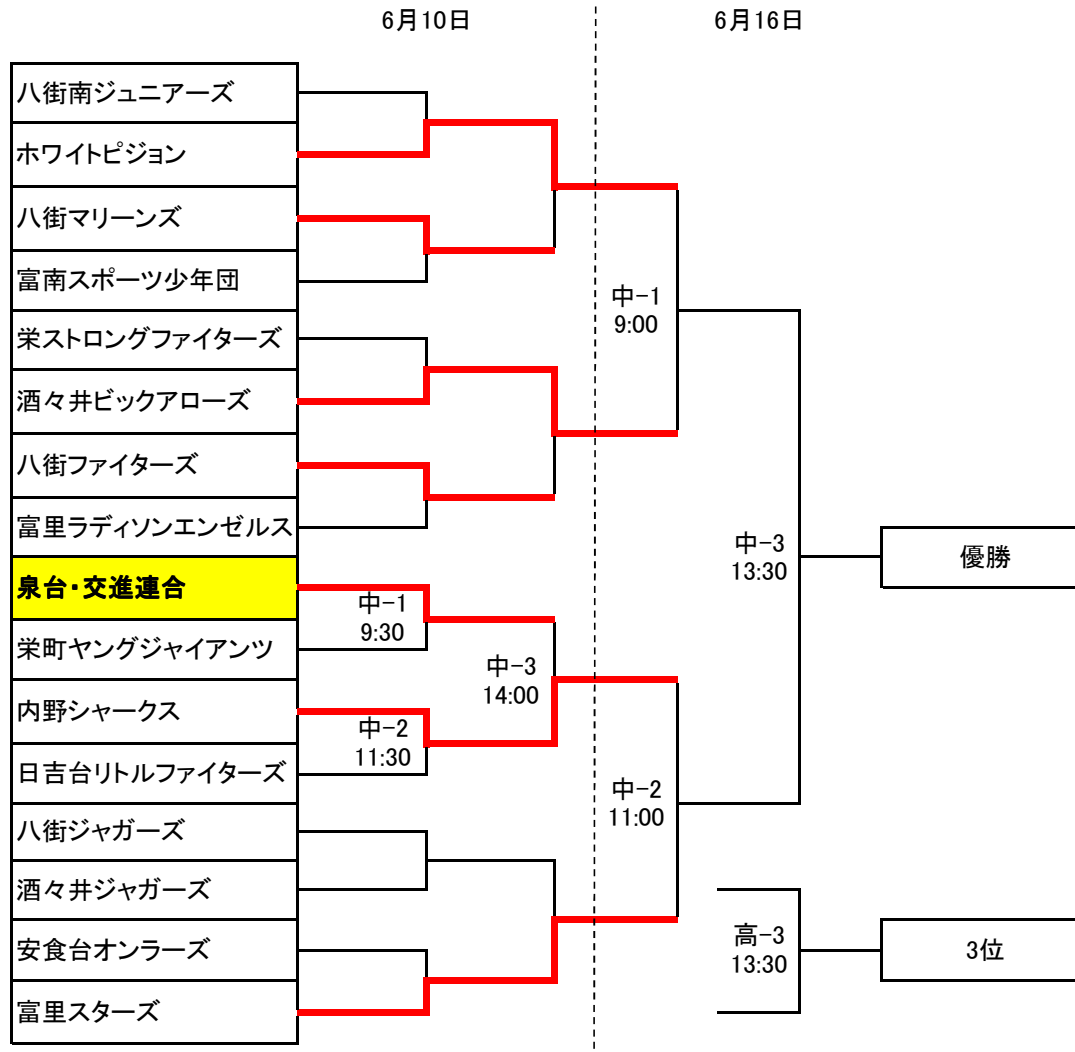 6月10日
6月16日
八街南ジュニアーズ
ホワイトピジョン
八街マリーンズ
富南スポーツ少年団
栄ストロングファイターズ
酒々井ビックアローズ
八街ファイターズ
富里ラディソンエンゼルス
泉台・交進連合
栄町ヤングジャイアンツ
内野シャークス
日吉台リトルファイターズ
八街ジャガーズ
酒々井ジャガーズ
安食台オンラーズ
富里スターズ
中-1
9:30
中-2
11:30
中-3
14:00
中-1
9:00
中-2
11:00
中-3
13:30
優勝
高-3
13:30
3位